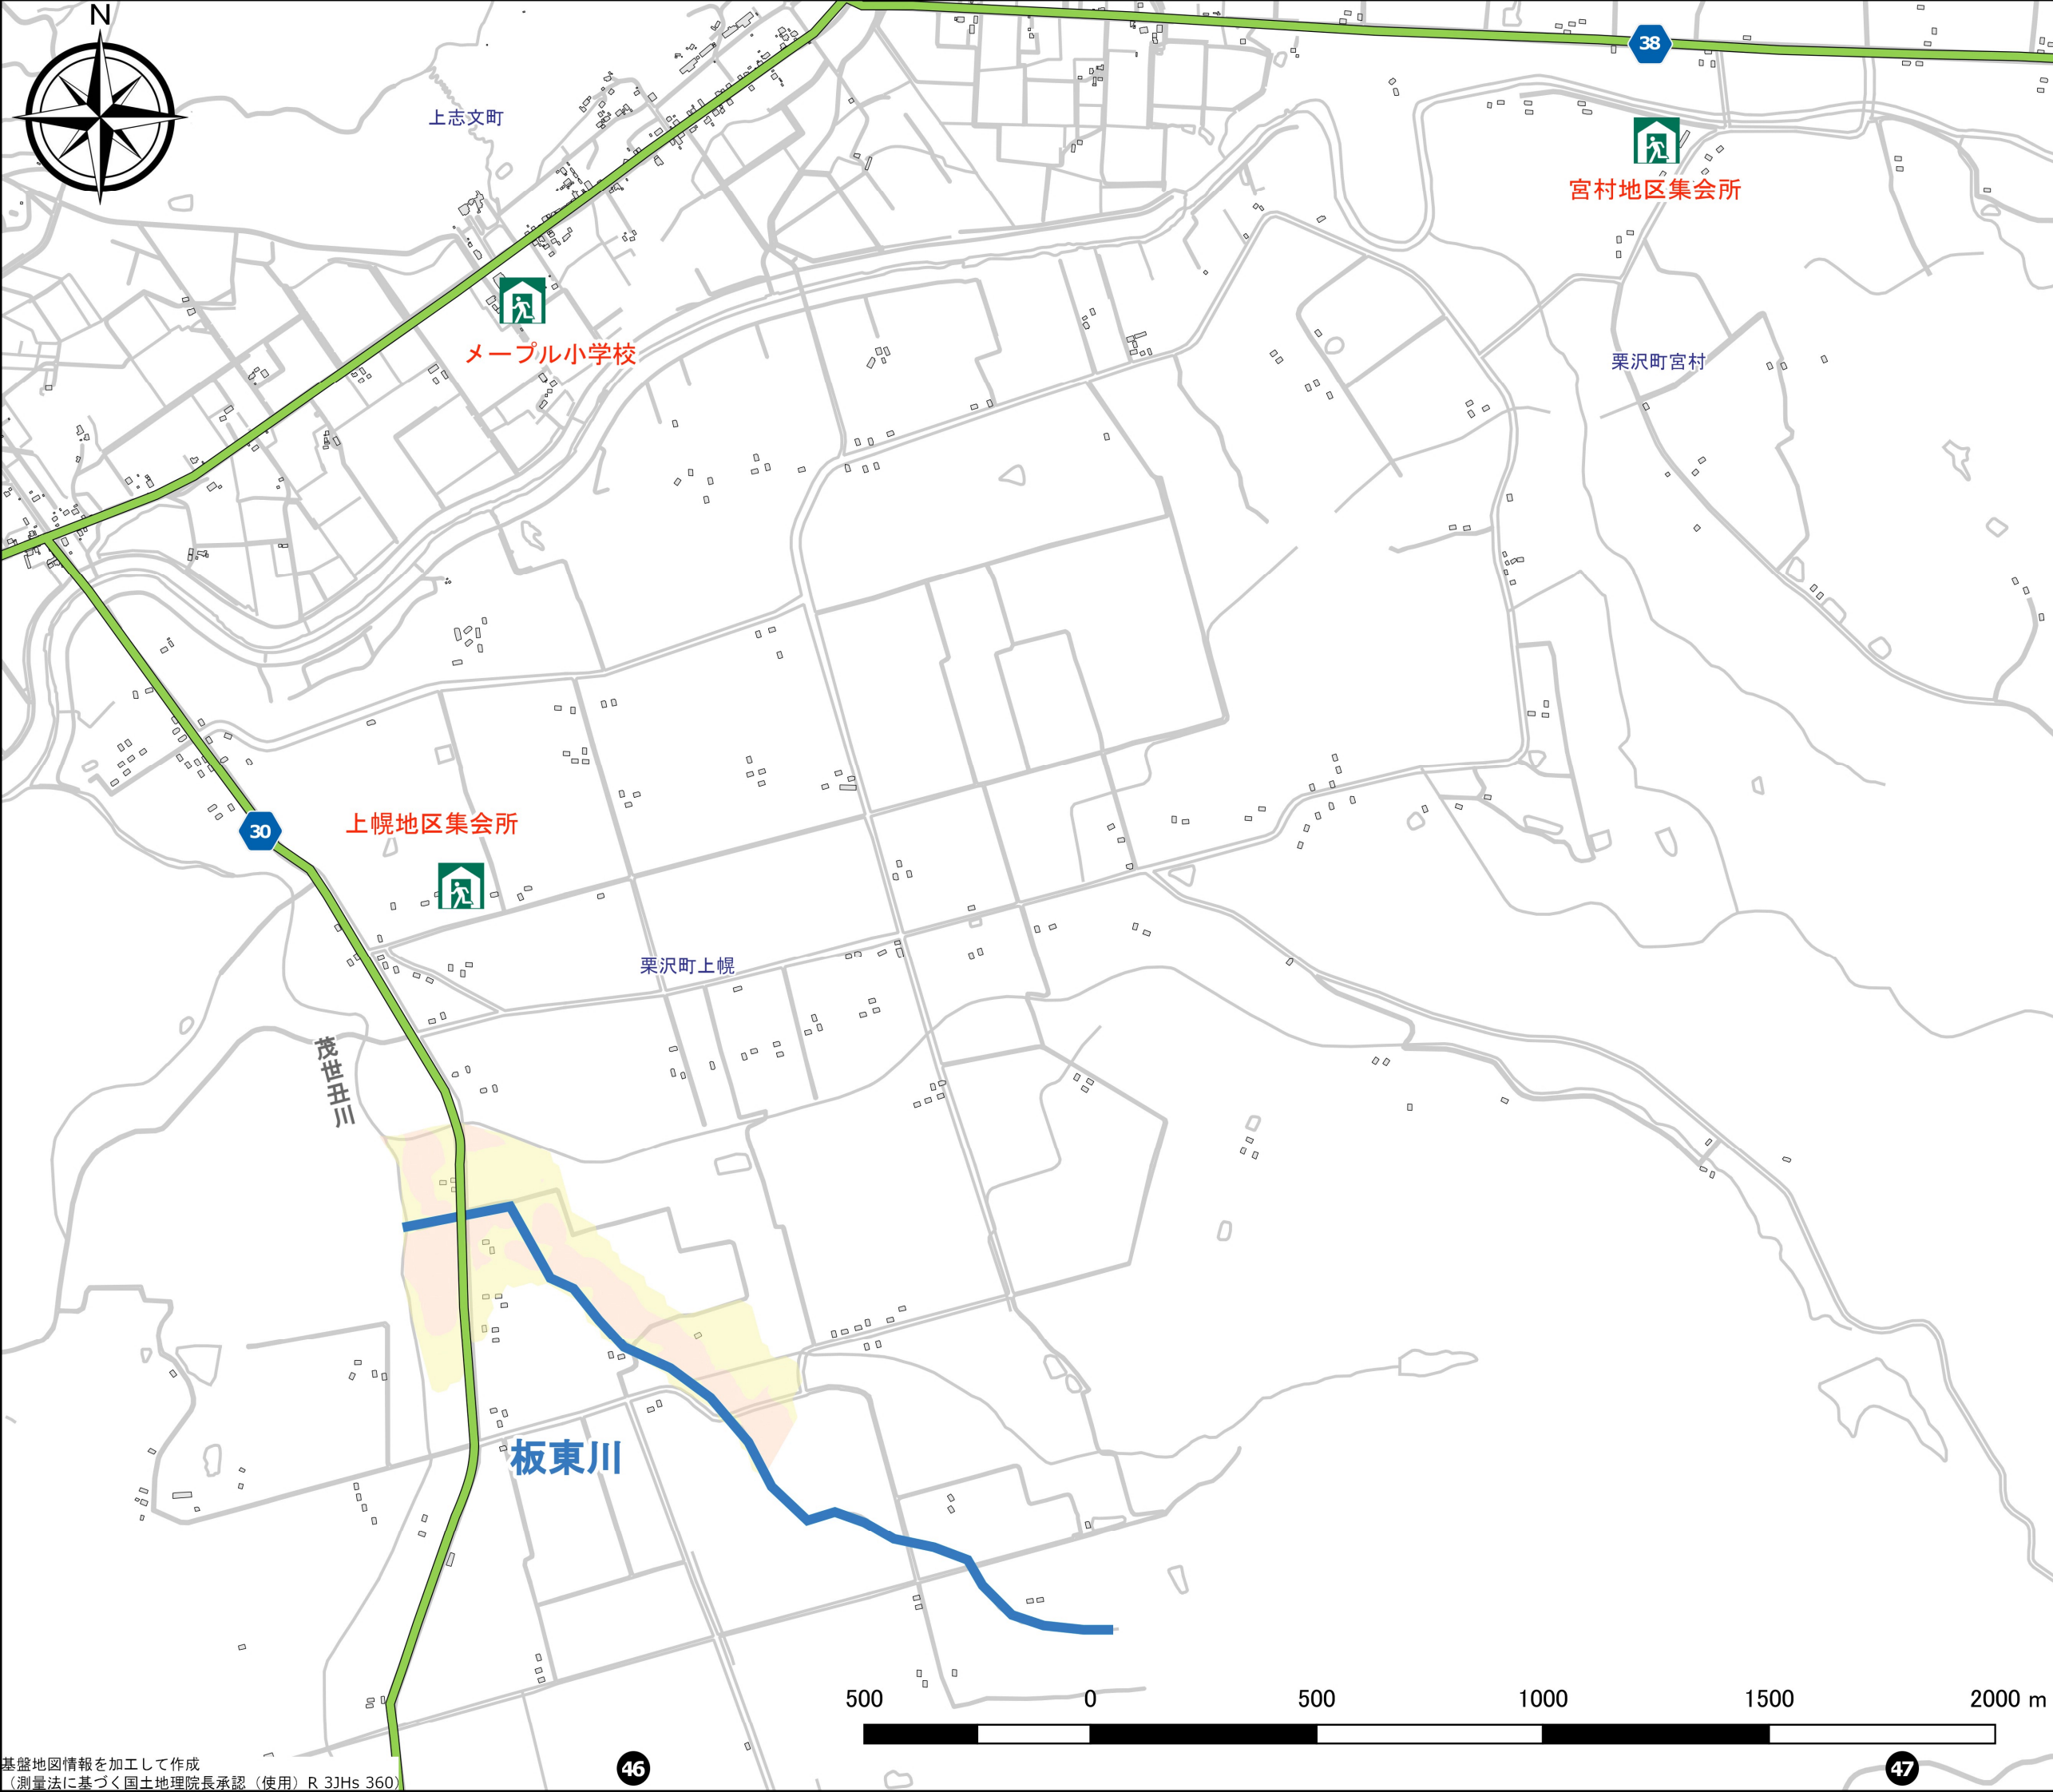 N
38
上志文町
宮村地区集会所
メープル小学校
栗沢町宮村
30
上幌地区集会所
栗沢町上幌
茂世丑川
板東川
500 0 500 1000 1500 2000 m
基盤地図情報を加工して作成
（測量法に基づく国土地理院長承認（使用）R 3JHs 360）
46
47